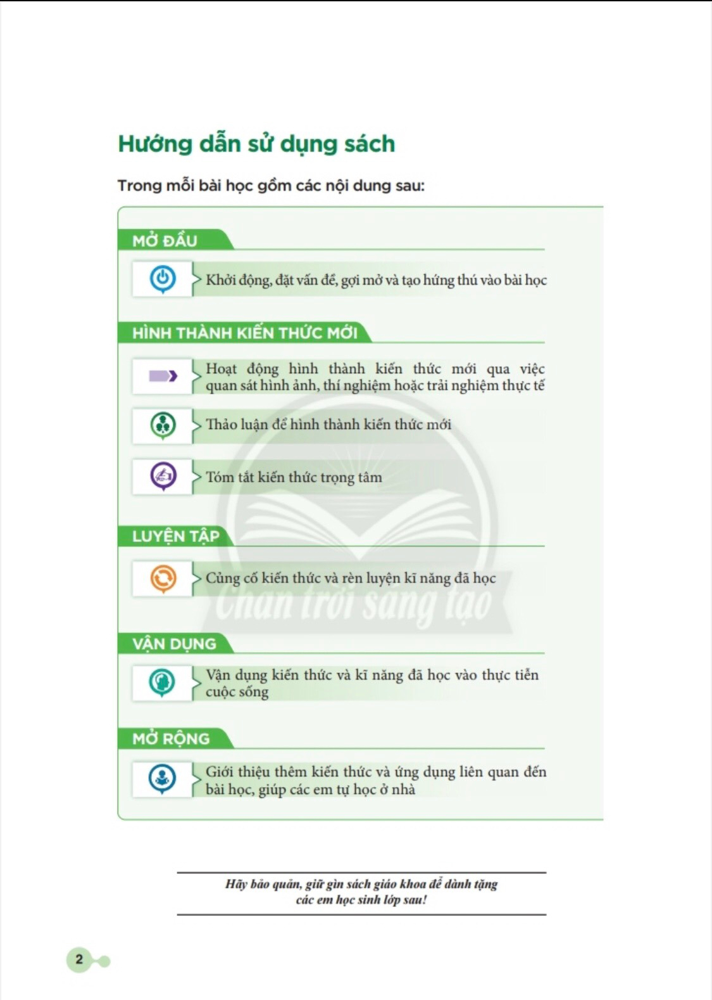 Hướng dẫn sử dụng sách
Trong mỗi bài học gồm các nội dung sau:
MỞ ĐẦU
Khởi động, đặt vấn đề, gợi mở và tạo hứng thú vào bài học
HÌNH THÀNH KIẾN THỨC MỚI
Hoạt động hình thành kiến thức mới qua việc
quan sát hình ảnh, thí nghiệm hoặc trải nghiệm thực tế
Thảo luận để hình thành kiến thức mới
Tóm tắt kiến thức trọng tâm
LUYỆN TẬP
Củng cố kiến thức và rèn luyện kĩ năng đã học
Chân trời sáng tạo
VẬN DỤNG
Vận dụng kiến thức và kĩ năng đã học vào thực tiễn
cuộc sống
MỞ RỘNG
Giới thiệu thêm kiến thức và ứng dụng liên quan đến
bài học, giúp các em tự học ở nhà
Hãy bảo quản, giữ gìn sách giáo khoa để dành tặng
các em học sinh lớp sau!
2